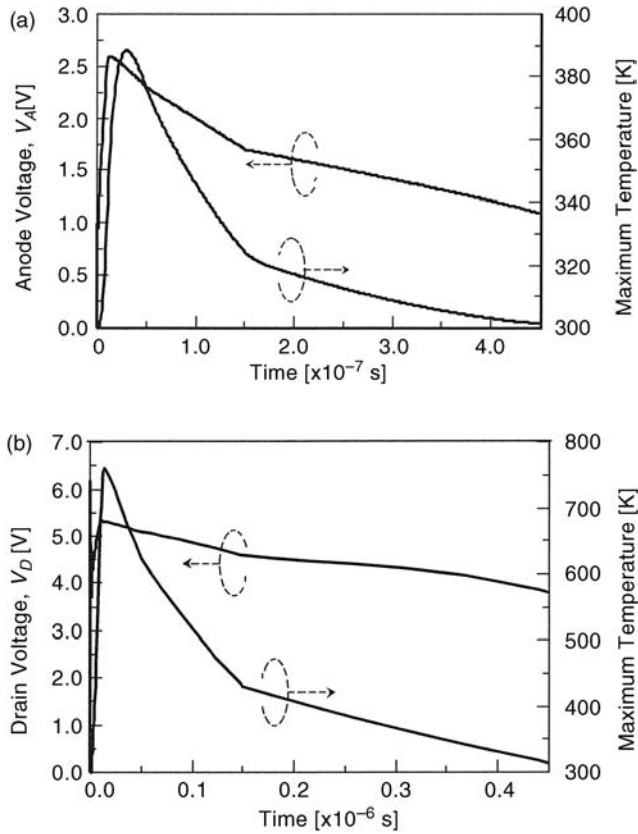 (a)
3.0
2.5
2.0
1.5
1.0
0.5
0.0
Anode Voltage, V_A[V]
400
380
360
340
320
300
Maximum Temperature [K]
0 1.0 2.0 3.0 4.0
Time [x10⁻⁷ s]
(b)
7.0
6.0
5.0
4.0
3.0
2.0
1.0
0.0
Drain Voltage, V_D [V]
800
700
600
500
400
300
Maximum Temperature [K]
0.0 0.1 0.2 0.3 0.4
Time [x10⁻⁶ s]